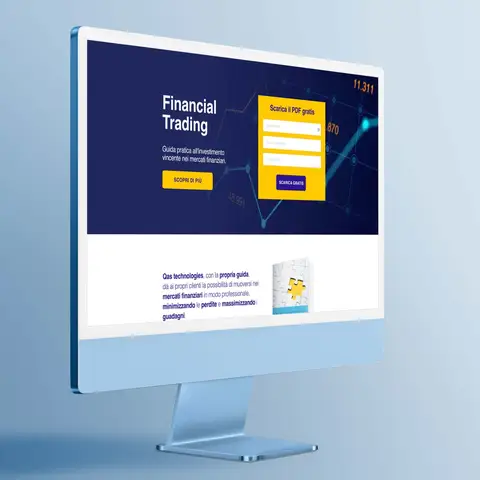 11.311
Financial
Trading
Scarica il PDF gratis
.870
Guida pratica all'investimento
vincente nei mercati finanziari.
SCOPRI DI PIÙ
SCARICA GRATIS
Qas technologies, con la propria guida,
dà ai propri clienti la possibilità di muoversi nei
mercati finanziari in modo professionale,
minimizzando le perdite e massimizzando i
guadagni